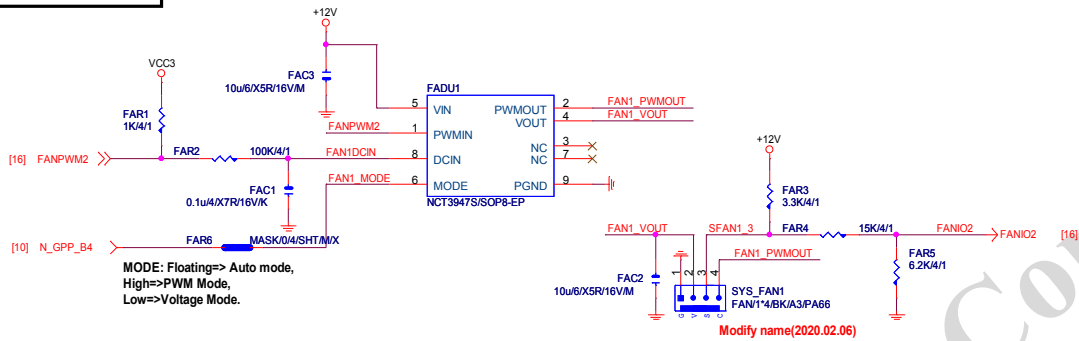 +12V
VCC3
FAC3
10u/6/X5R/16V/M
FADU1
FAR1
1K/4/1
5 VIN
PWMOUT 2 FAN1_PWMOUT
VOUT 4 FAN1_VOUT
FANPWM2 1 PWMIN
NC 3
NC 7
[16] FANPWM2
FAR2 100K/4/1
FAN1DCIN 8 DCIN
FAN1_MODE 6 MODE
PGND 9
FAC1
0.1u/4/X7R/16V/K
NCT3947S/SOP8-EP
+12V
FAR3
3.3K/4/1
[10] N_GPP_B4
FAR6 MASK/0/4/SHT/M/X
FAN1_VOUT
SFAN1_3
FAR4 15K/4/1
FANIO2 FANIO2 [16]
MODE: Floating=> Auto mode,
High=>PWM Mode,
Low=>Voltage Mode.
FAN1_PWMOUT
FAR5
6.2K/4/1
FAC2
10u/6/X5R/16V/M
1 2 3 4
G V S C
SYS_FAN1
FAN/1*4/BK/A3/PA66
Modify name(2020.02.06)
Co